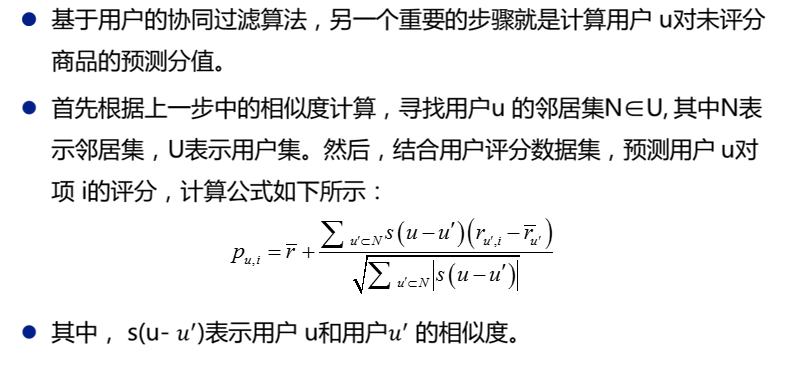 ● 基于用户的协同过滤算法，另一个重要的步骤就是计算用户 u对未评分
商品的预测分值。
● 首先根据上一步中的相似度计算，寻找用户u 的邻居集N∈U, 其中N表
示邻居集，U表示用户集。然后，结合用户评分数据集，预测用户 u对
项 i的评分，计算公式如下所示：
p_{u,i} = \bar{r} + \frac{\sum_{u'⊂N} s(u-u')(r_{u',i} - \bar{r}_{u'})}{\sqrt{\sum_{u'⊂N} |s(u-u')|}}
● 其中， s(u- u′)表示用户 u和用户u′ 的相似度。